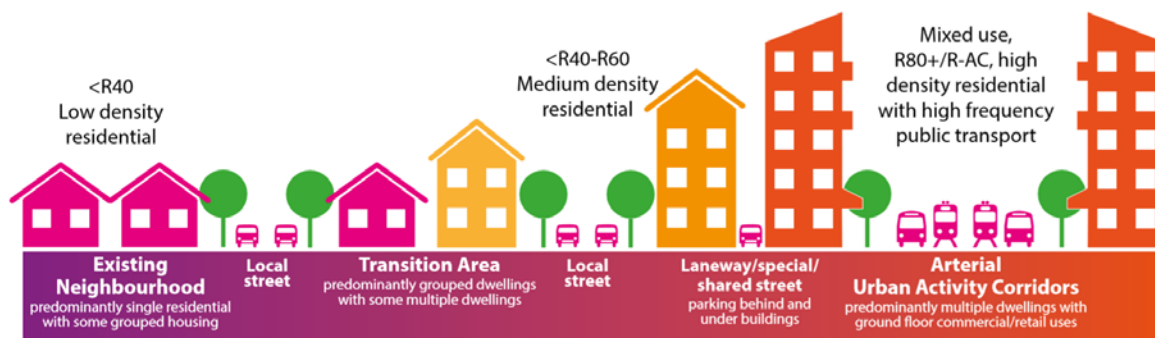 <R40
Low density
residential
<R40-R60
Medium density
residential
Mixed use,
R80+/R-AC, high
density residential
with high frequency
public transport
Existing
Neighbourhood
predominantly single residential
with some grouped housing
Local
street
Transition Area
predominantly grouped dwellings
with some multiple dwellings
Local
street
Laneway/special/
shared street
parking behind and
under buildings
Arterial
Urban Activity Corridors
predominantly multiple dwellings with
ground floor commercial/retail uses